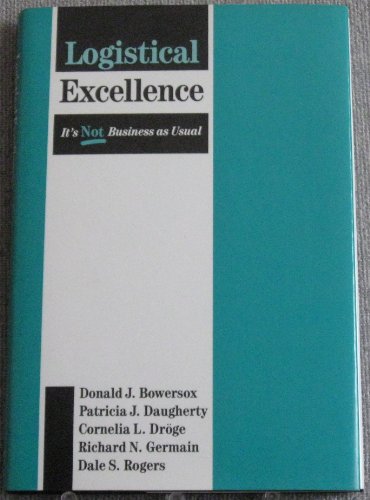 Logistical
Excellence
It's Not Business as Usual
Donald J. Bowersox
Patricia J. Daugherty
Cornelia L. Dröge
Richard N. Germain
Dale S. Rogers